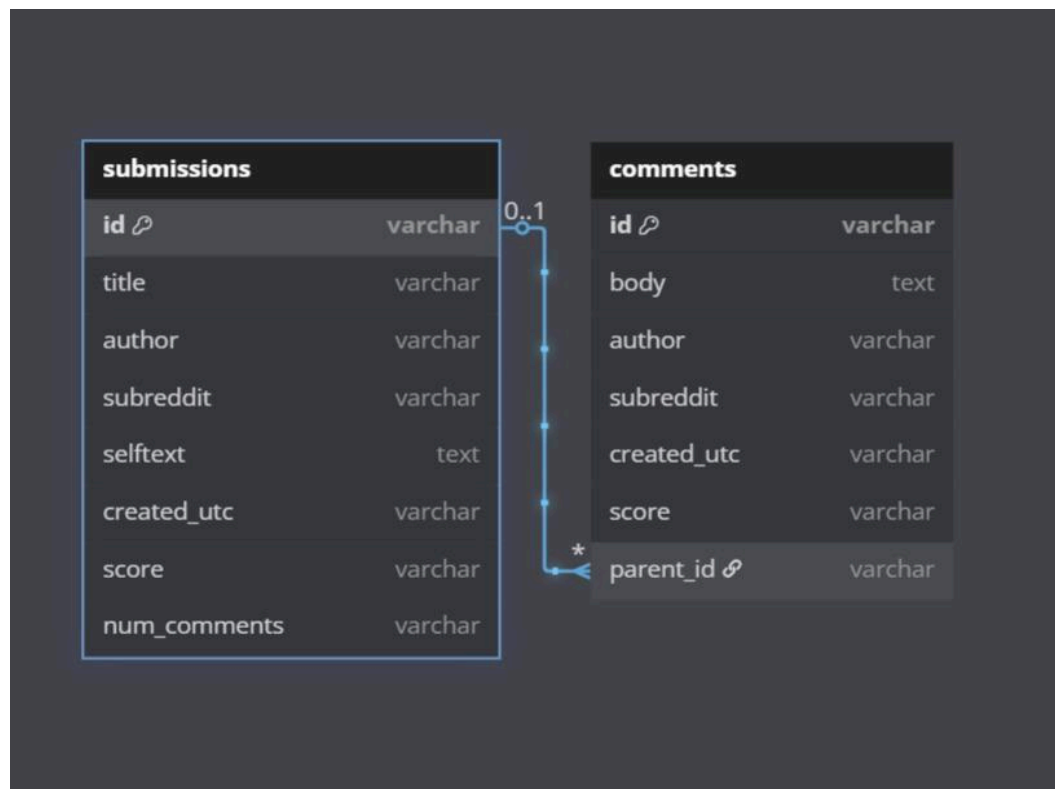 submissions
id varchar
title varchar
author varchar
subreddit varchar
selftext text
created_utc varchar
score varchar
num_comments varchar
0..1
*
comments
id varchar
body text
author varchar
subreddit varchar
created_utc varchar
score varchar
parent_id varchar